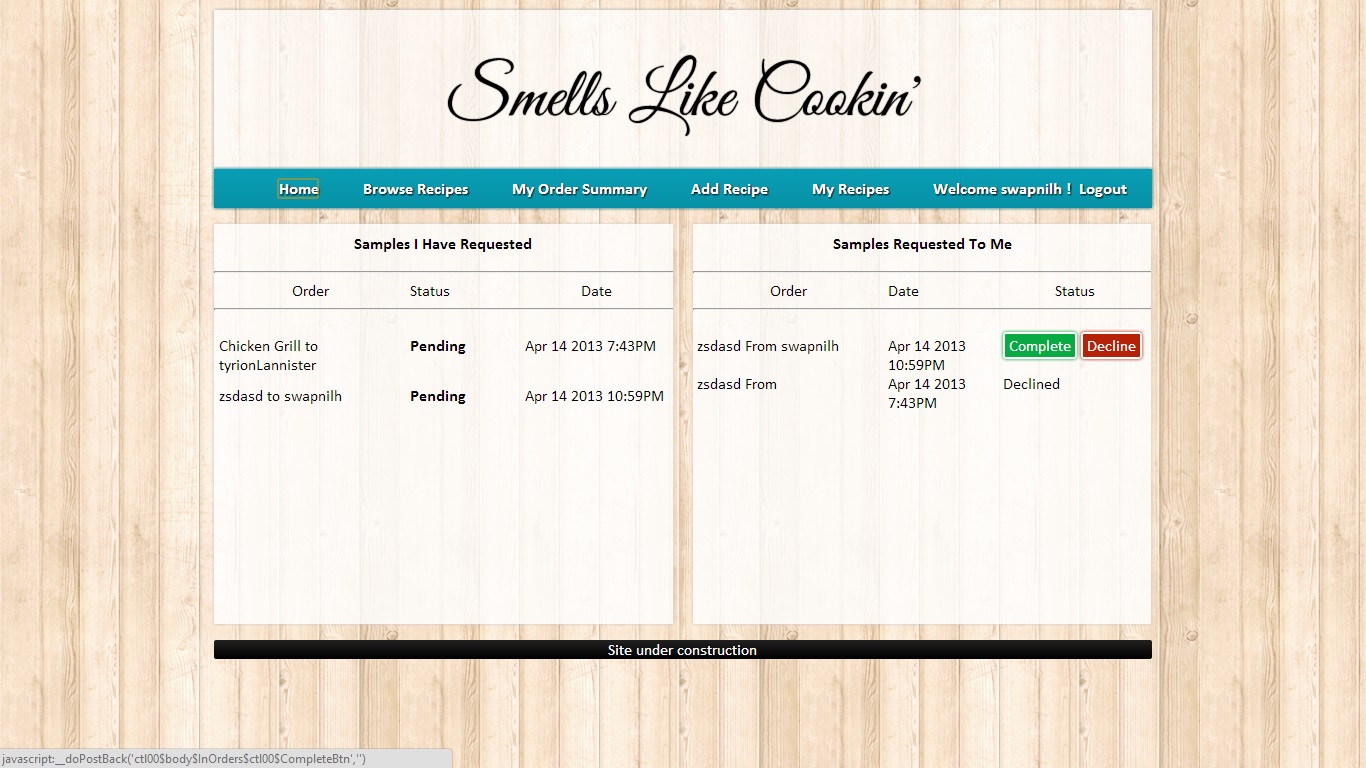 Smells Like Cookin'
Home Browse Recipes My Order Summary Add Recipe My Recipes Welcome swapnilh ! Logout
Samples I Have Requested
Order Status Date
Chicken Grill to Pending Apr 14 2013 7:43PM
tyrionLannister
zsdasd to swapnilh Pending Apr 14 2013 10:59PM
Samples Requested To Me
Order Date Status
zsdasd From swapnilh Apr 14 2013 Complete Decline
10:59PM
zsdasd From Apr 14 2013 Declined
7:43PM
Site under construction
javascript:__doPostBack('ctl00$body$InOrders$ctl00$CompleteBtn','')